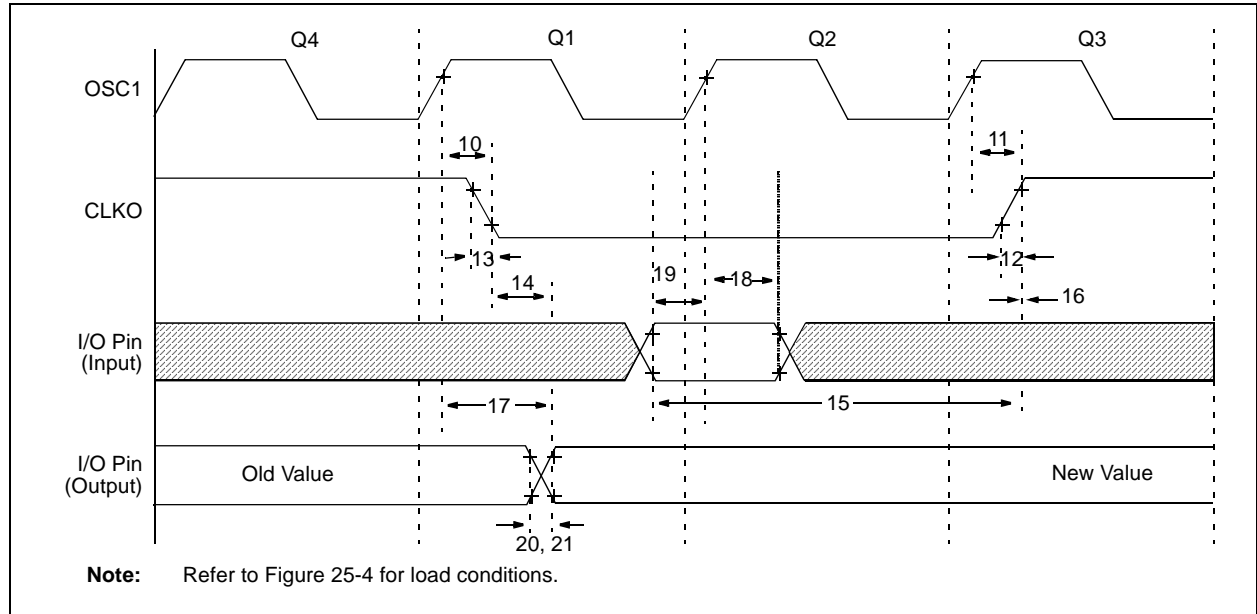 Q4 Q1 Q2 Q3
OSC1
10 11
CLKO
13 12
14 19 18 16
I/O Pin
(Input)
17 15
I/O Pin
(Output)
Old Value New Value
20, 21
Note: Refer to Figure 25-4 for load conditions.